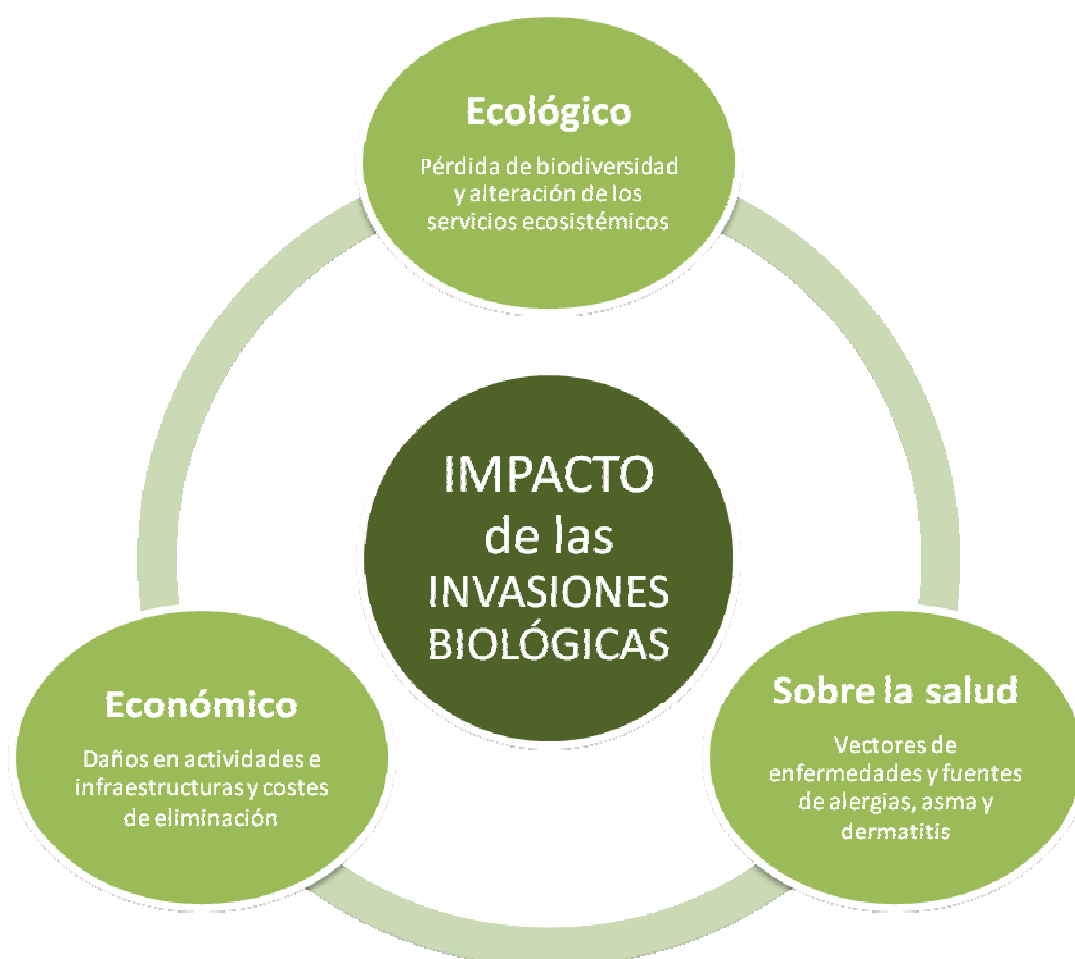 Ecológico
Pérdida de biodiversidad
y alteración de los
servicios ecosistémicos
IMPACTO
de las
INVASIONES
BIOLÓGICAS
Económico
Daños en actividades e
infraestructuras y costes
de eliminación
Sobre la salud
Vectores de
enfermedades y fuentes
de alergias, asma y
dermatitis